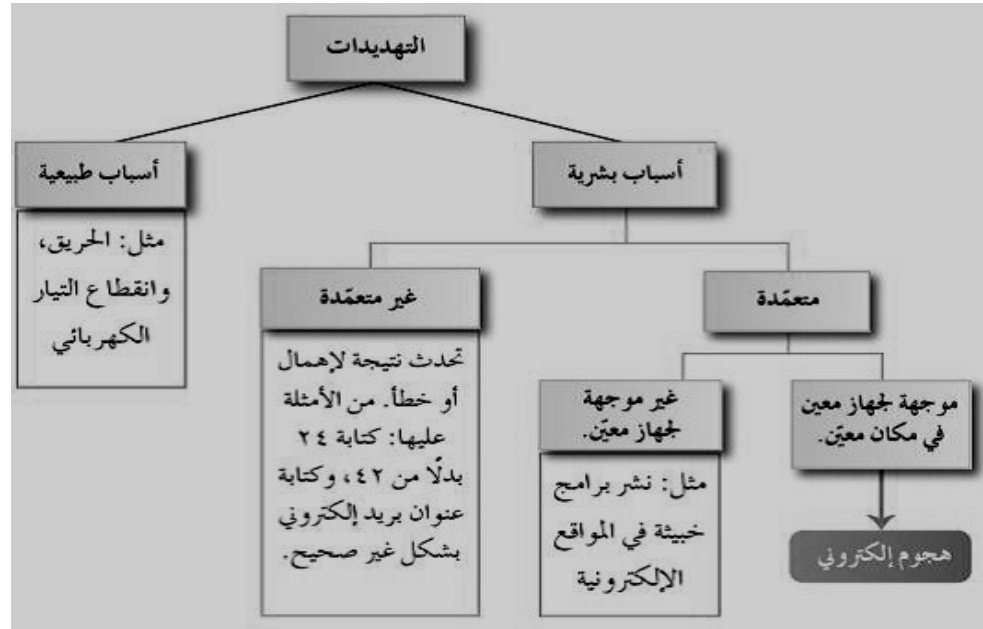 التهديدات
أسباب بشرية
أسباب طبيعية
مثل: الحريق،
وانقطاع التيار
الكهربائي
متعمّدة
غير متعمّدة
تحدث نتيجة لإهمال
أو خطأ. من الأمثلة
عليها: كتابة ٢٤
بدلًا من ٤٢، وكتابة
عنوان بريد إلكتروني
بشكل غير صحيح.
موجهة لجهاز معين
في مكان معيّن.
هجوم إلكتروني
غير موجهة
لجهاز معيّن.
مثل: نشر برامج
خبيثة في المواقع
الإلكترونية